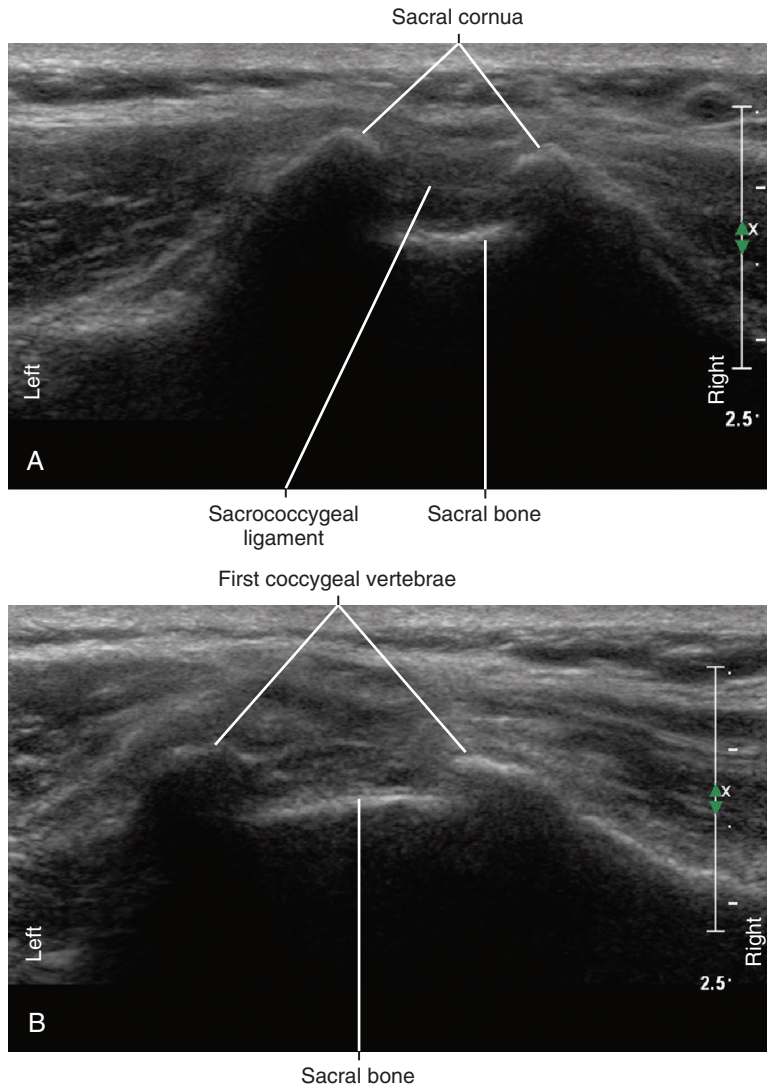 Sacral cornua
x
Left
Right
2.5
A
Sacrococcygeal
ligament
Sacral bone
First coccygeal vertebrae
x
Left
Right
2.5
B
Sacral bone